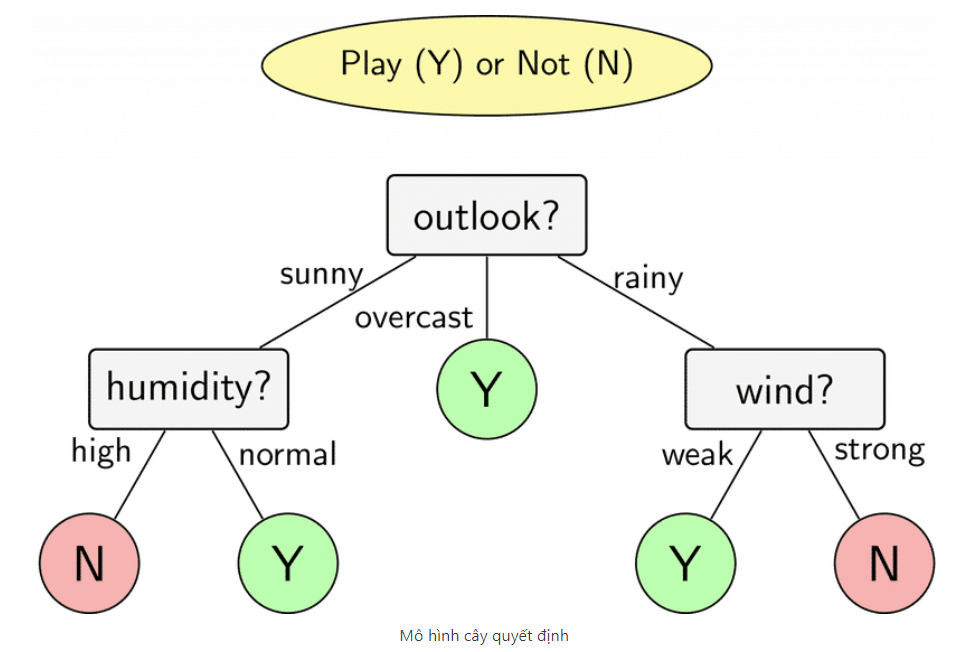 Play (Y) or Not (N)
outlook?
sunny
rainy
overcast
humidity?
Y
wind?
high
normal
weak
strong
N
Y
Y
N
Mô hình cây quyết định